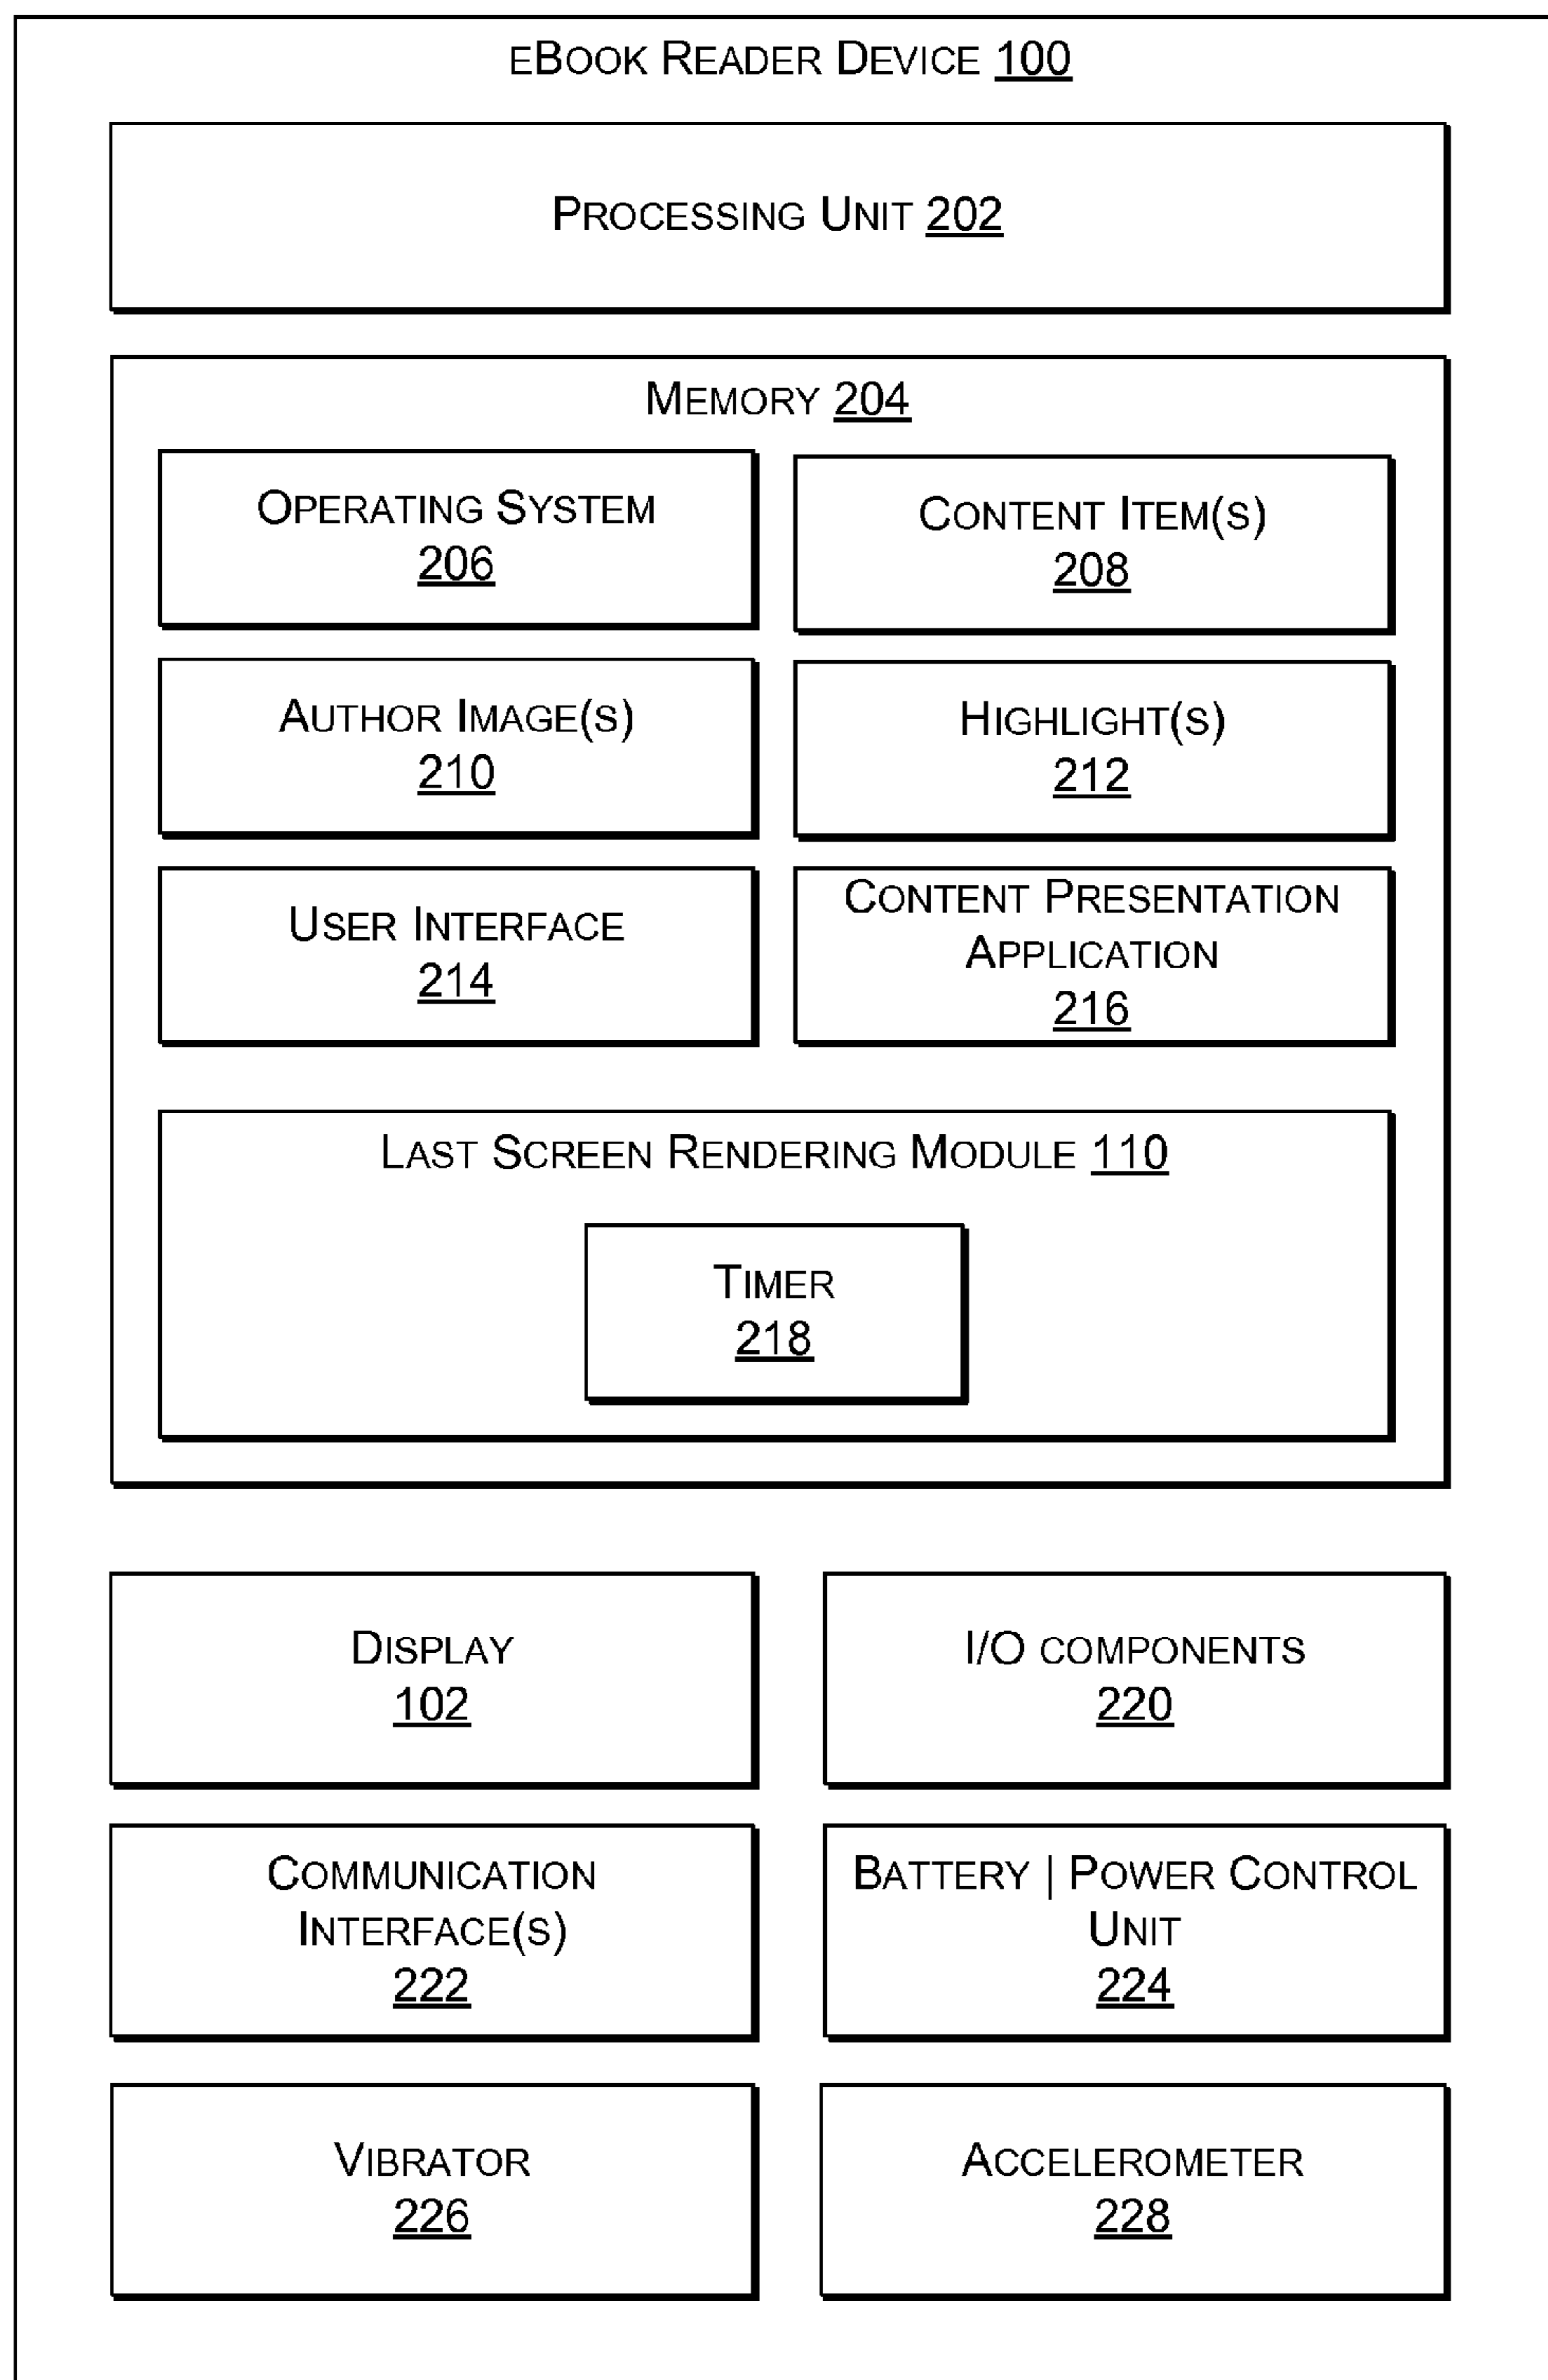 eBook Reader Device 100
Processing Unit 202
Memory 204
Operating System
206
Content Item(s)
208
Author Image(s)
210
Highlight(s)
212
User Interface
214
Content Presentation
Application
216
Last Screen Rendering Module 110
Timer
218
Display
102
I/O components
220
Communication
Interface(s)
222
Battery | Power Control
Unit
224
Vibrator
226
Accelerometer
228